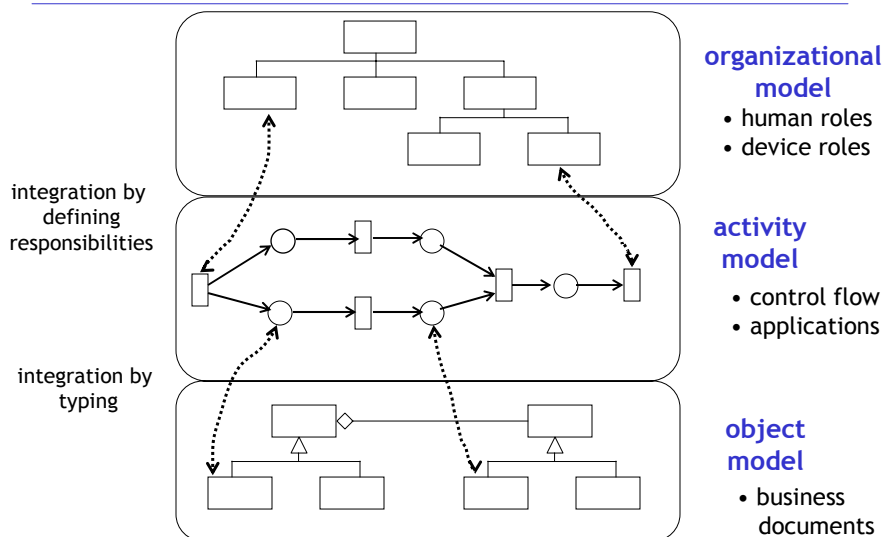 organizational
model
• human roles
• device roles
integration by
defining
responsibilities
activity
model
• control flow
• applications
integration by
typing
object
model
• business
documents